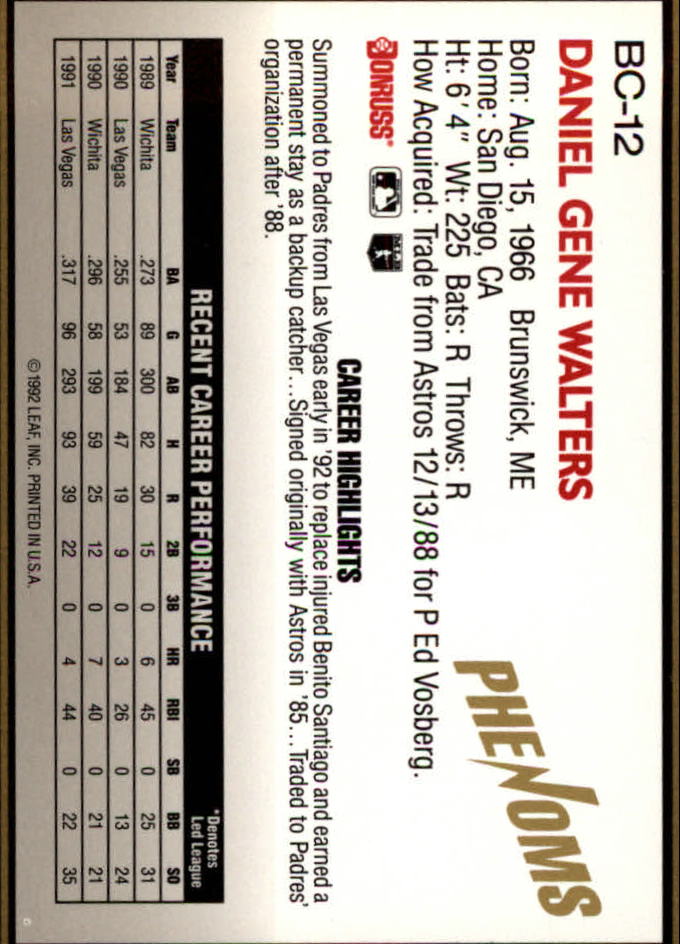 BC-12
DANIEL GENE WALTERS
Born: Aug. 15, 1966 Brunswick, ME
Home: San Diego, CA
Ht: 6'4" Wt: 225 Bats: R Throws: R
How Acquired: Trade from Astros 12/13/88 for P Ed Vosberg.
PHENOMS
DONRUSS®
CAREER HIGHLIGHTS
Summoned to Padres from Las Vegas early in '92 to replace injured Benito Santiago and earned a
permanent stay as a backup catcher...Signed originally with Astros in '85...Traded to Padres'
organization after '88.
RECENT CAREER PERFORMANCE
*Denotes
Led League
Year Team BA G AB H R 2B 3B HR RBI SB BB SO
1989 Wichita .273 89 300 82 30 15 0 6 45 0 25 31
1990 Las Vegas .255 53 184 47 19 9 0 3 26 0 13 24
1990 Wichita .296 58 199 59 25 12 0 7 40 0 21 21
1991 Las Vegas .317 96 293 93 39 22 0 4 44 0 22 35
© 1992 LEAF, INC. PRINTED IN U.S.A.